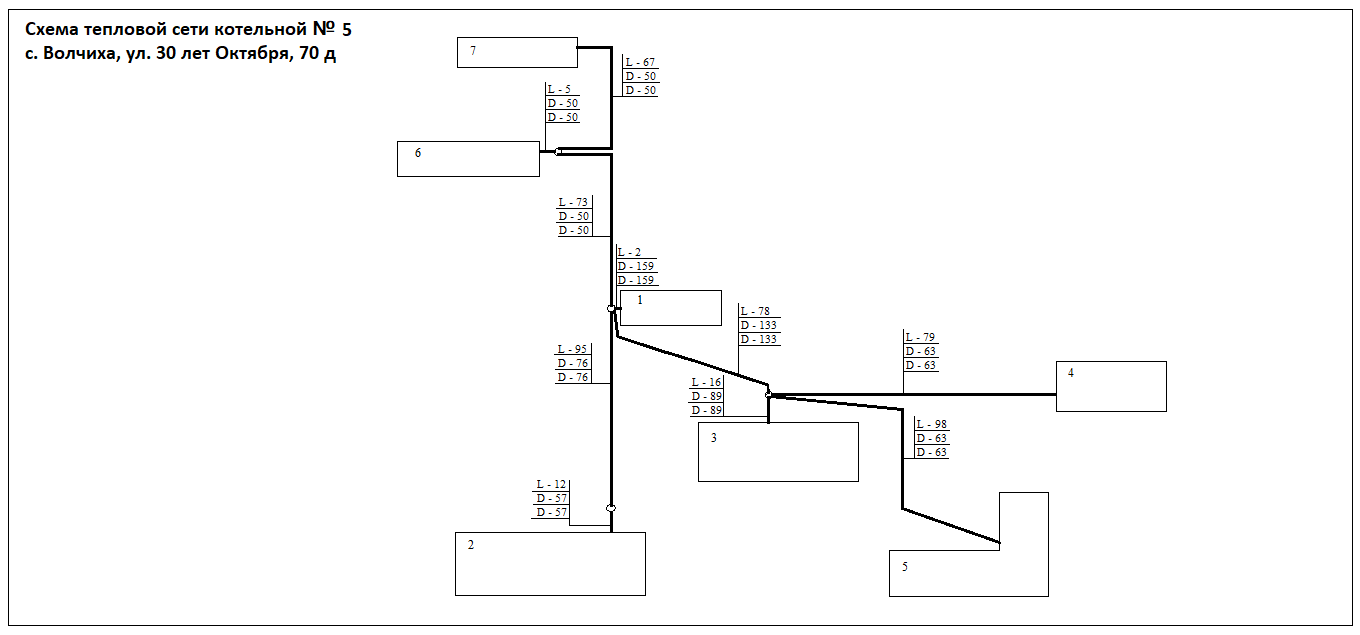 Схема тепловой сети котельной № 5
с. Волчиха, ул. 30 лет Октября, 70 д
7
L - 67
D - 50
D - 50
L - 5
D - 50
D - 50
6
L - 73
D - 50
D - 50
L - 2
D - 159
D - 159
1
L - 78
D - 133
D - 133
L - 95
D - 76
D - 76
L - 79
D - 63
D - 63
4
L - 16
D - 89
D - 89
3
L - 98
D - 63
D - 63
L - 12
D - 57
D - 57
2
5